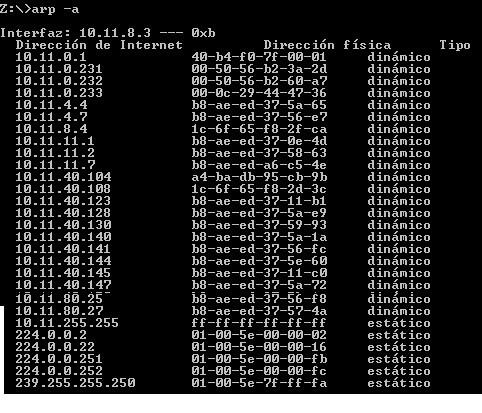 Z:\>arp -a
Interfaz: 10.11.8.3 --- 0xb
Dirección de Internet Dirección física Tipo
10.11.0.1 40-b4-f0-7f-00-01 dinámico
10.11.0.231 00-50-56-b2-3a-2d dinámico
10.11.0.232 00-50-56-b2-60-a7 dinámico
10.11.0.233 00-0c-29-44-47-36 dinámico
10.11.4.4 b8-ae-ed-37-5a-65 dinámico
10.11.4.7 b8-ae-ed-37-56-e7 dinámico
10.11.8.4 1c-6f-65-f8-2f-ca dinámico
10.11.11.1 b8-ae-ed-37-0e-4d dinámico
10.11.11.2 b8-ae-ed-37-58-63 dinámico
10.11.11.7 b8-ae-ed-a6-c5-4e dinámico
10.11.40.104 a4-ba-db-95-cb-9b dinámico
10.11.40.108 1c-6f-65-f8-2d-3c dinámico
10.11.40.123 b8-ae-ed-37-11-b1 dinámico
10.11.40.128 b8-ae-ed-37-5a-e9 dinámico
10.11.40.130 b8-ae-ed-37-59-93 dinámico
10.11.40.140 b8-ae-ed-37-5a-1a dinámico
10.11.40.141 b8-ae-ed-37-56-fc dinámico
10.11.40.144 b8-ae-ed-37-5e-60 dinámico
10.11.40.145 b8-ae-ed-37-11-c0 dinámico
10.11.40.147 b8-ae-ed-37-5a-72 dinámico
10.11.80.25 b8-ae-ed-37-56-f8 dinámico
10.11.80.27 b8-ae-ed-37-57-4a dinámico
10.11.255.255 ff-ff-ff-ff-ff-ff estático
224.0.0.2 01-00-5e-00-00-02 estático
224.0.0.22 01-00-5e-00-00-16 estático
224.0.0.251 01-00-5e-00-00-fb estático
224.0.0.252 01-00-5e-00-00-fc estático
239.255.255.250 01-00-5e-7f-ff-fa estático